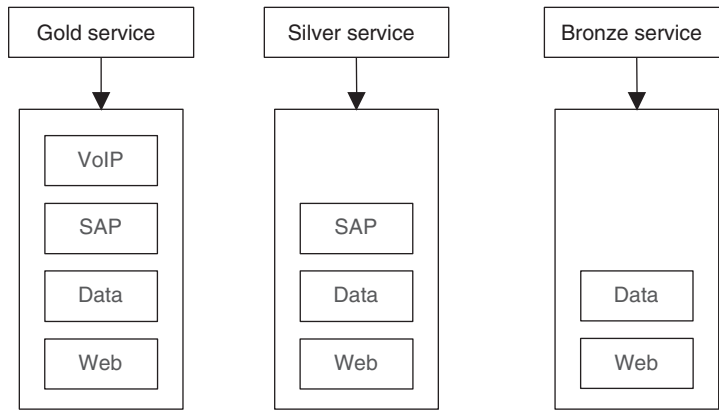 Gold service
Silver service
Bronze service
VoIP
SAP
SAP
Data
Data
Data
Web
Web
Web